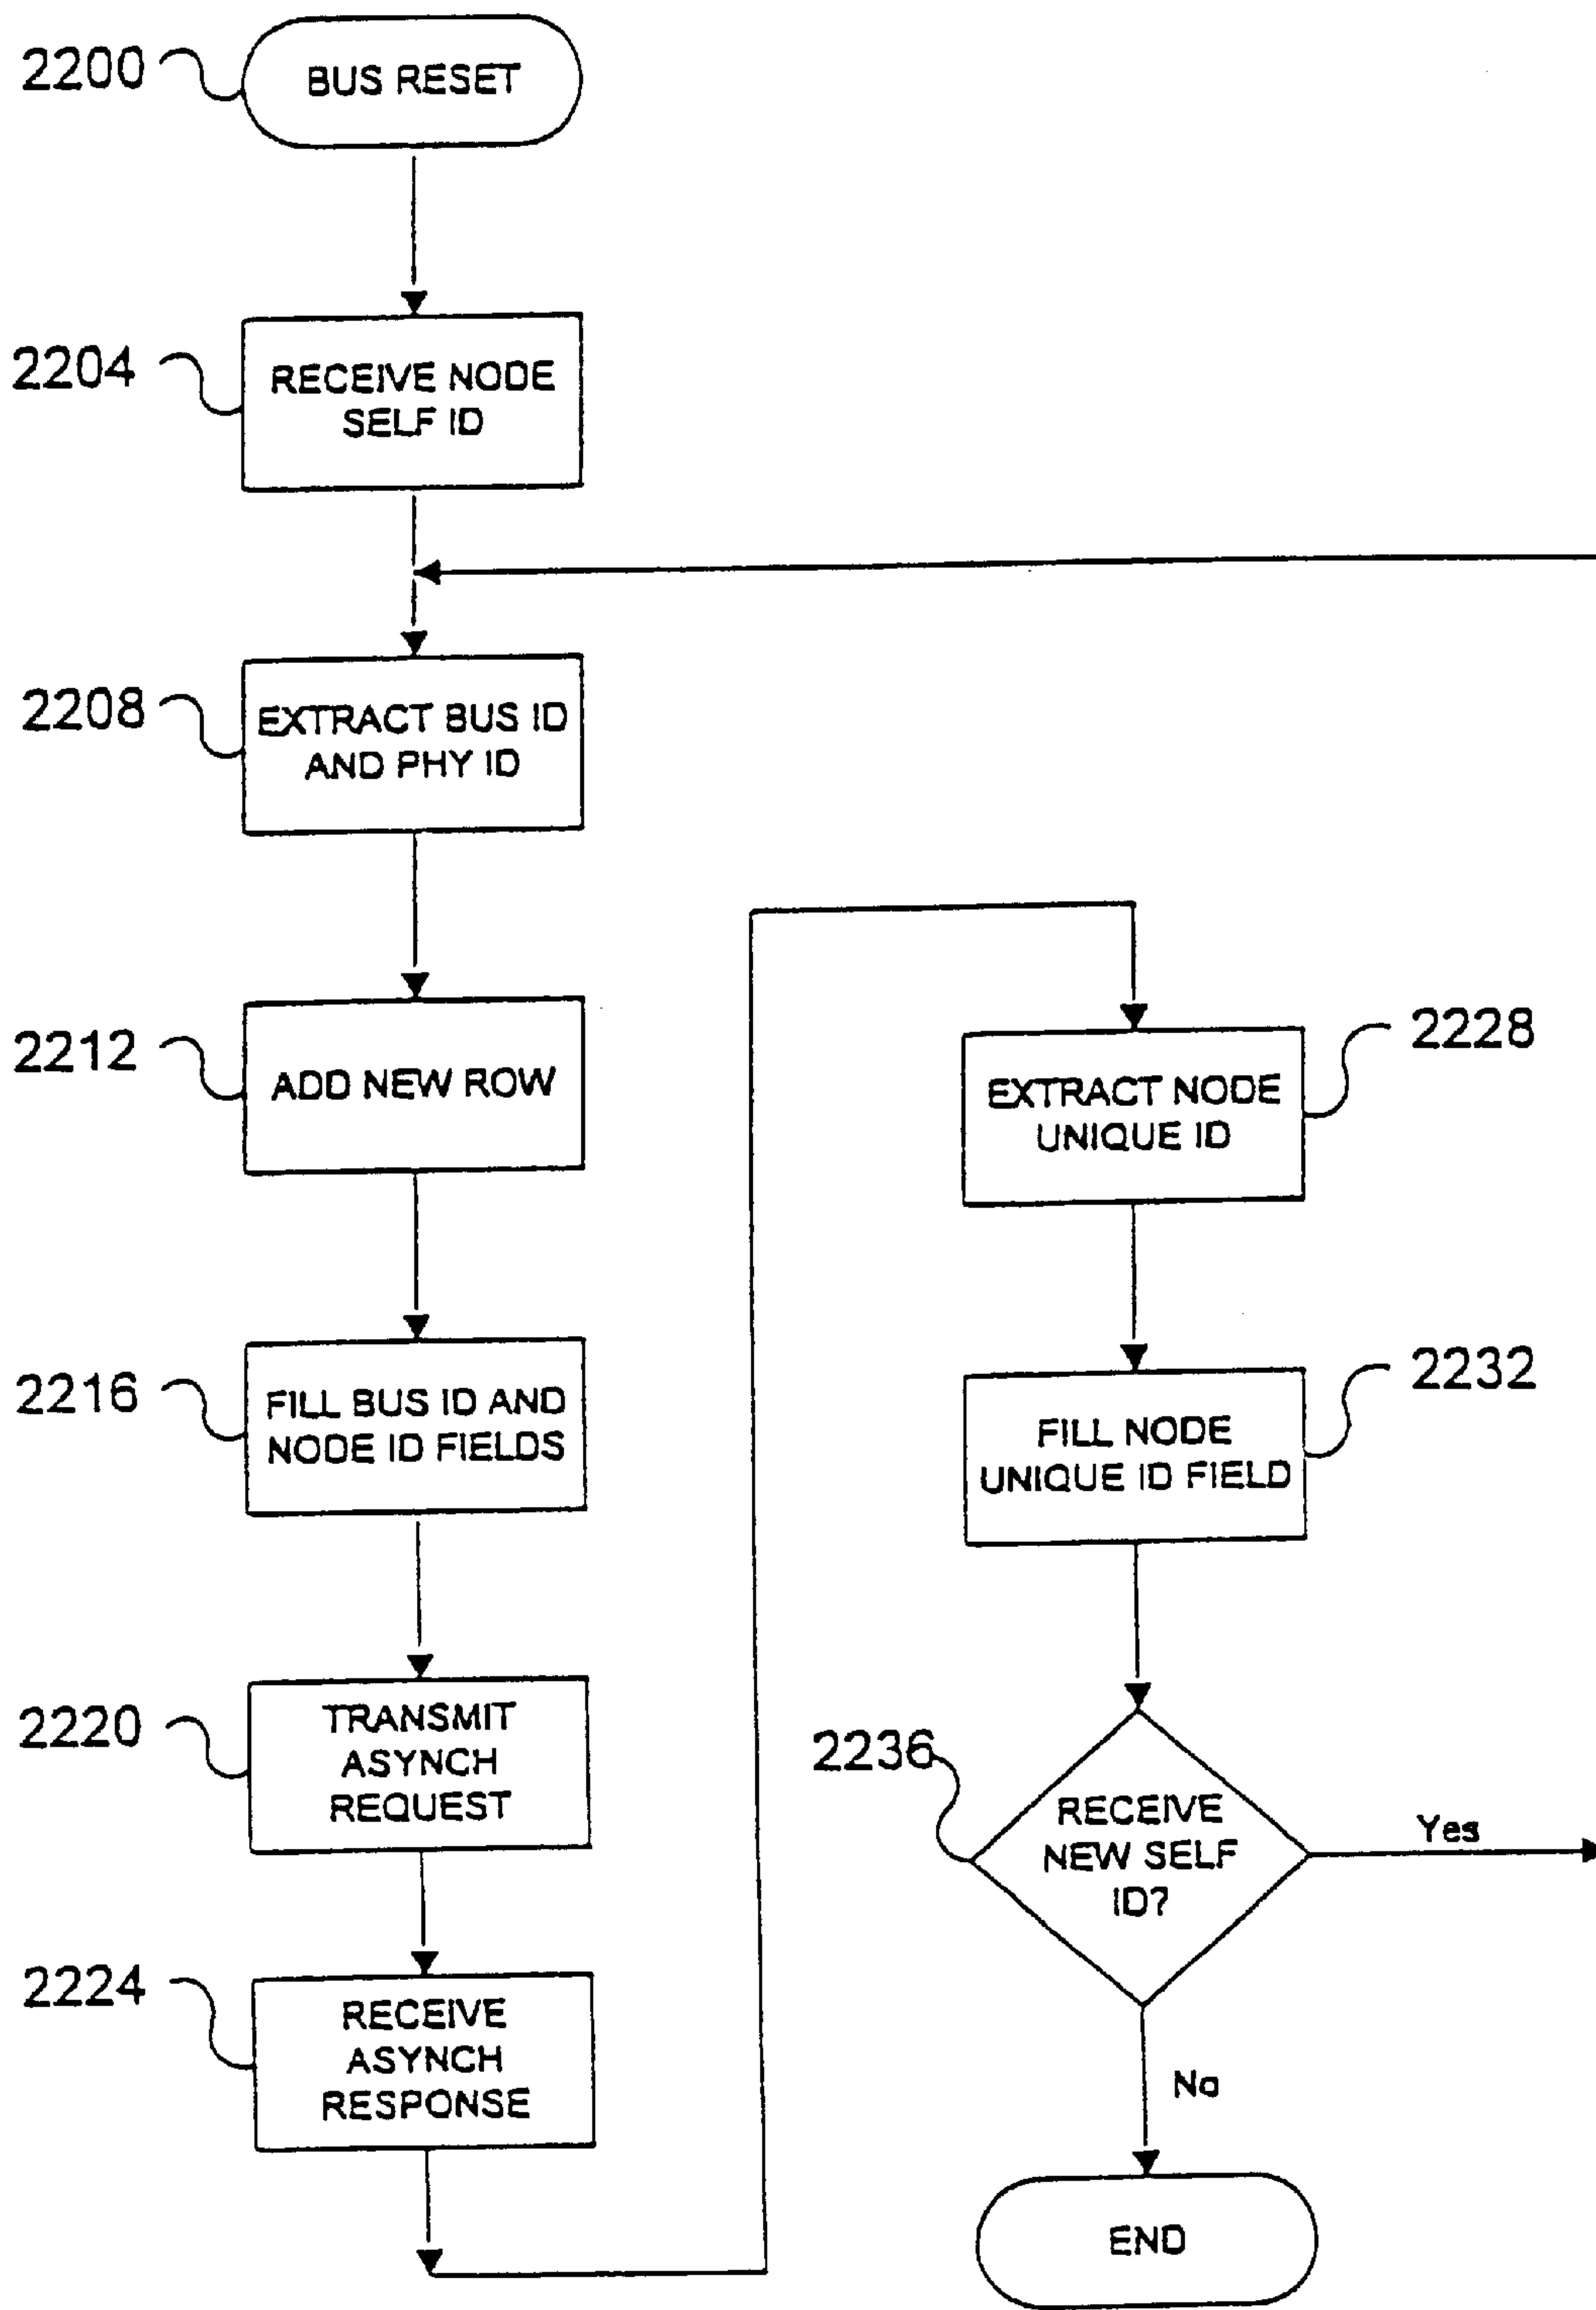 2200
BUS RESET
2204
RECEIVE NODE
SELF ID
2208
EXTRACT BUS ID
AND PHY ID
2212
ADD NEW ROW
2216
FILL BUS ID AND
NODE ID FIELDS
2220
TRANSMIT
ASYNCH
REQUEST
2224
RECEIVE
ASYNCH
RESPONSE
2228
EXTRACT NODE
UNIQUE ID
2232
FILL NODE
UNIQUE ID FIELD
2236
RECEIVE
NEW SELF
ID?
Yes
No
END